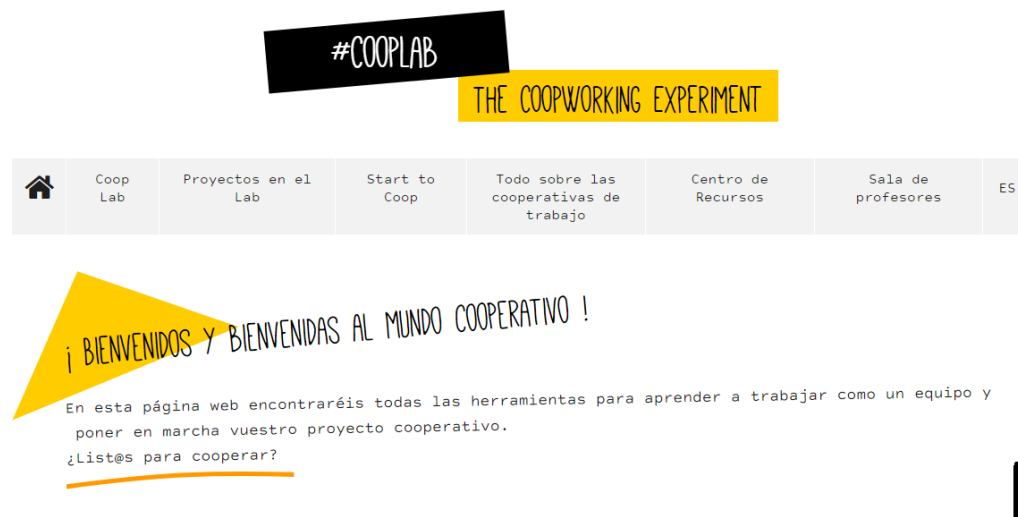 #COOPLAB
THE COOPWORKING EXPERIMENT
Coop
Lab
Proyectos en el
Lab
Start to
Coop
Todo sobre las
cooperativas de
trabajo
Centro de
Recursos
Sala de
profesores
ES
¡ BIENVENIDOS Y BIENVENIDAS AL MUNDO COOPERATIVO !
En esta página web encontraréis todas las herramientas para aprender a trabajar como un equipo y
poner en marcha vuestro proyecto cooperativo.
¿List@s para cooperar?